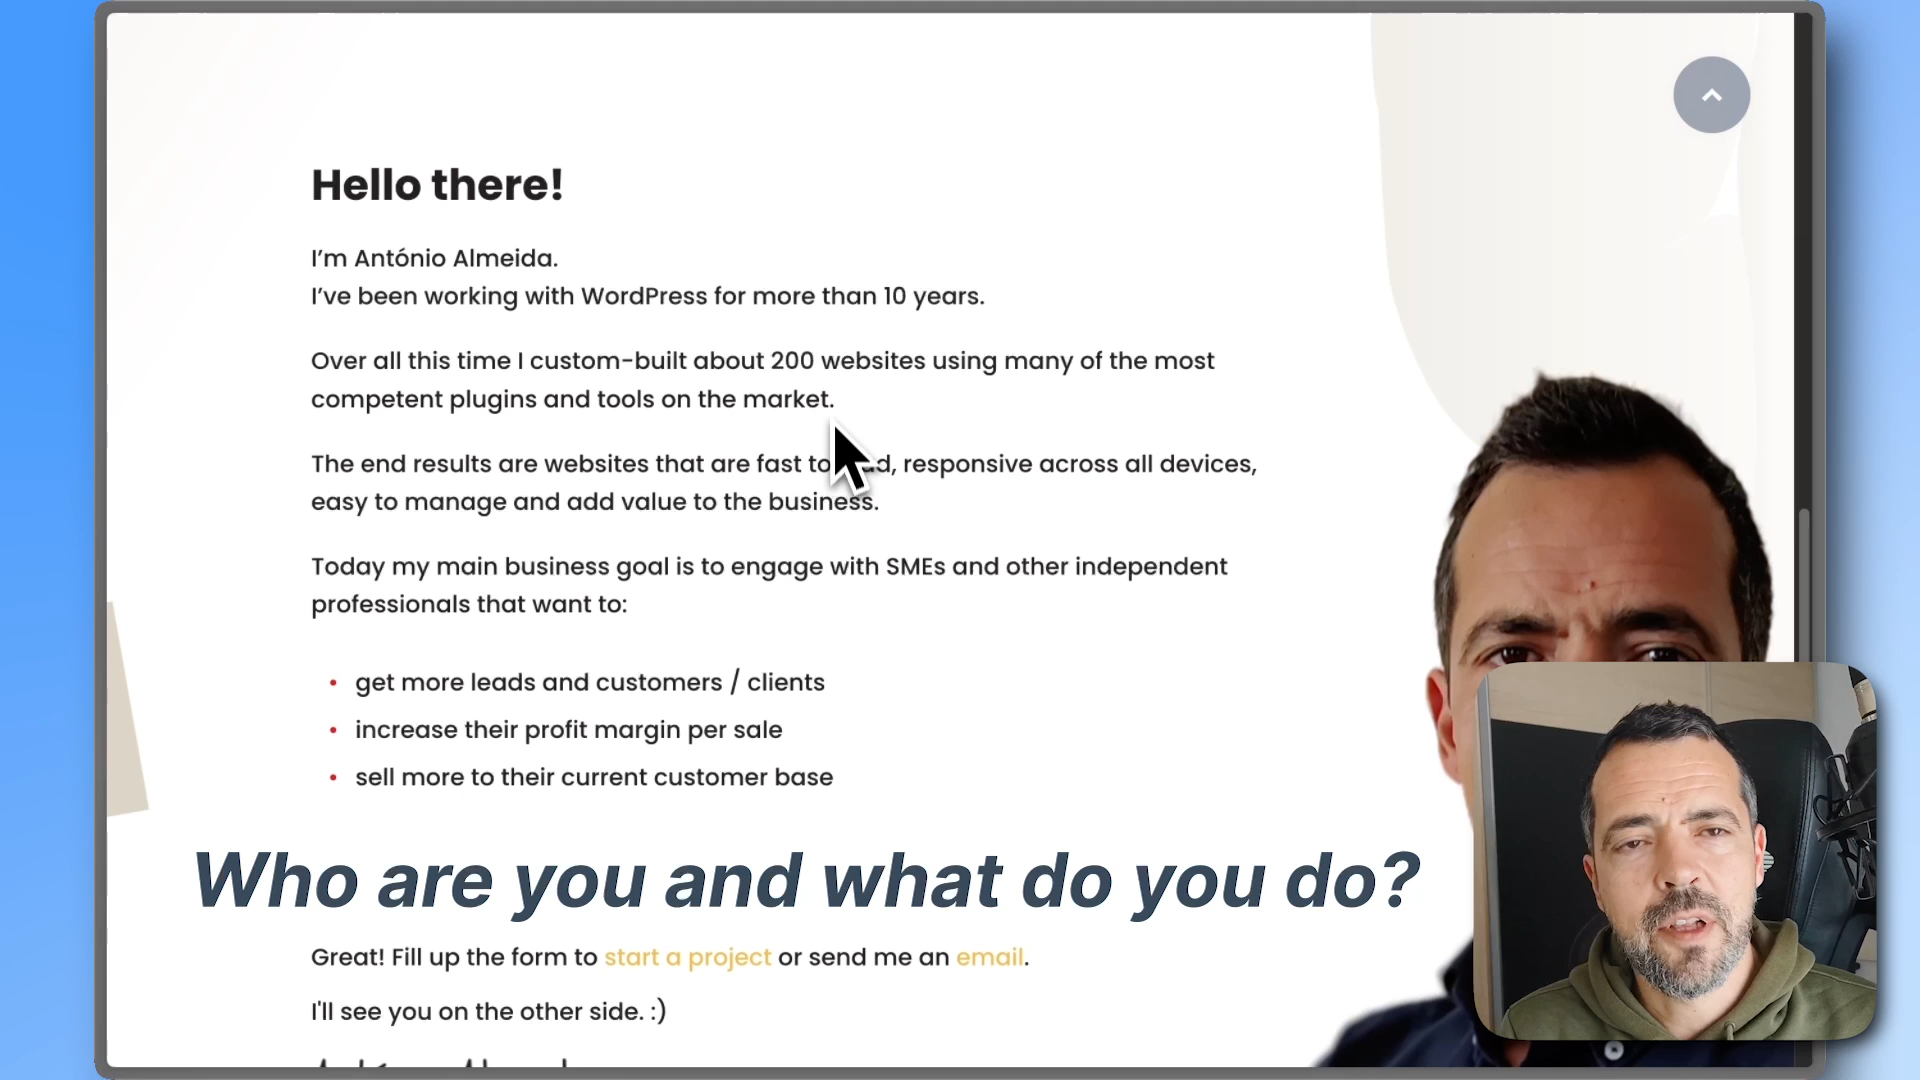 Hello there!
I'm António Almeida.
I've been working with WordPress for more than 10 years.
Over all this time I custom-built about 200 websites using many of the most
competent plugins and tools on the market.
The end results are websites that are fast to , responsive across all devices,
easy to manage and add value to the business.
Today my main business goal is to engage with SMEs and other independent
professionals that want to:
• get more leads and customers / clients
• increase their profit margin per sale
• sell more to their current customer base
Who are you and what do you do?
Great! Fill up the form to start a project or send me an email.
I'll see you on the other side. :)